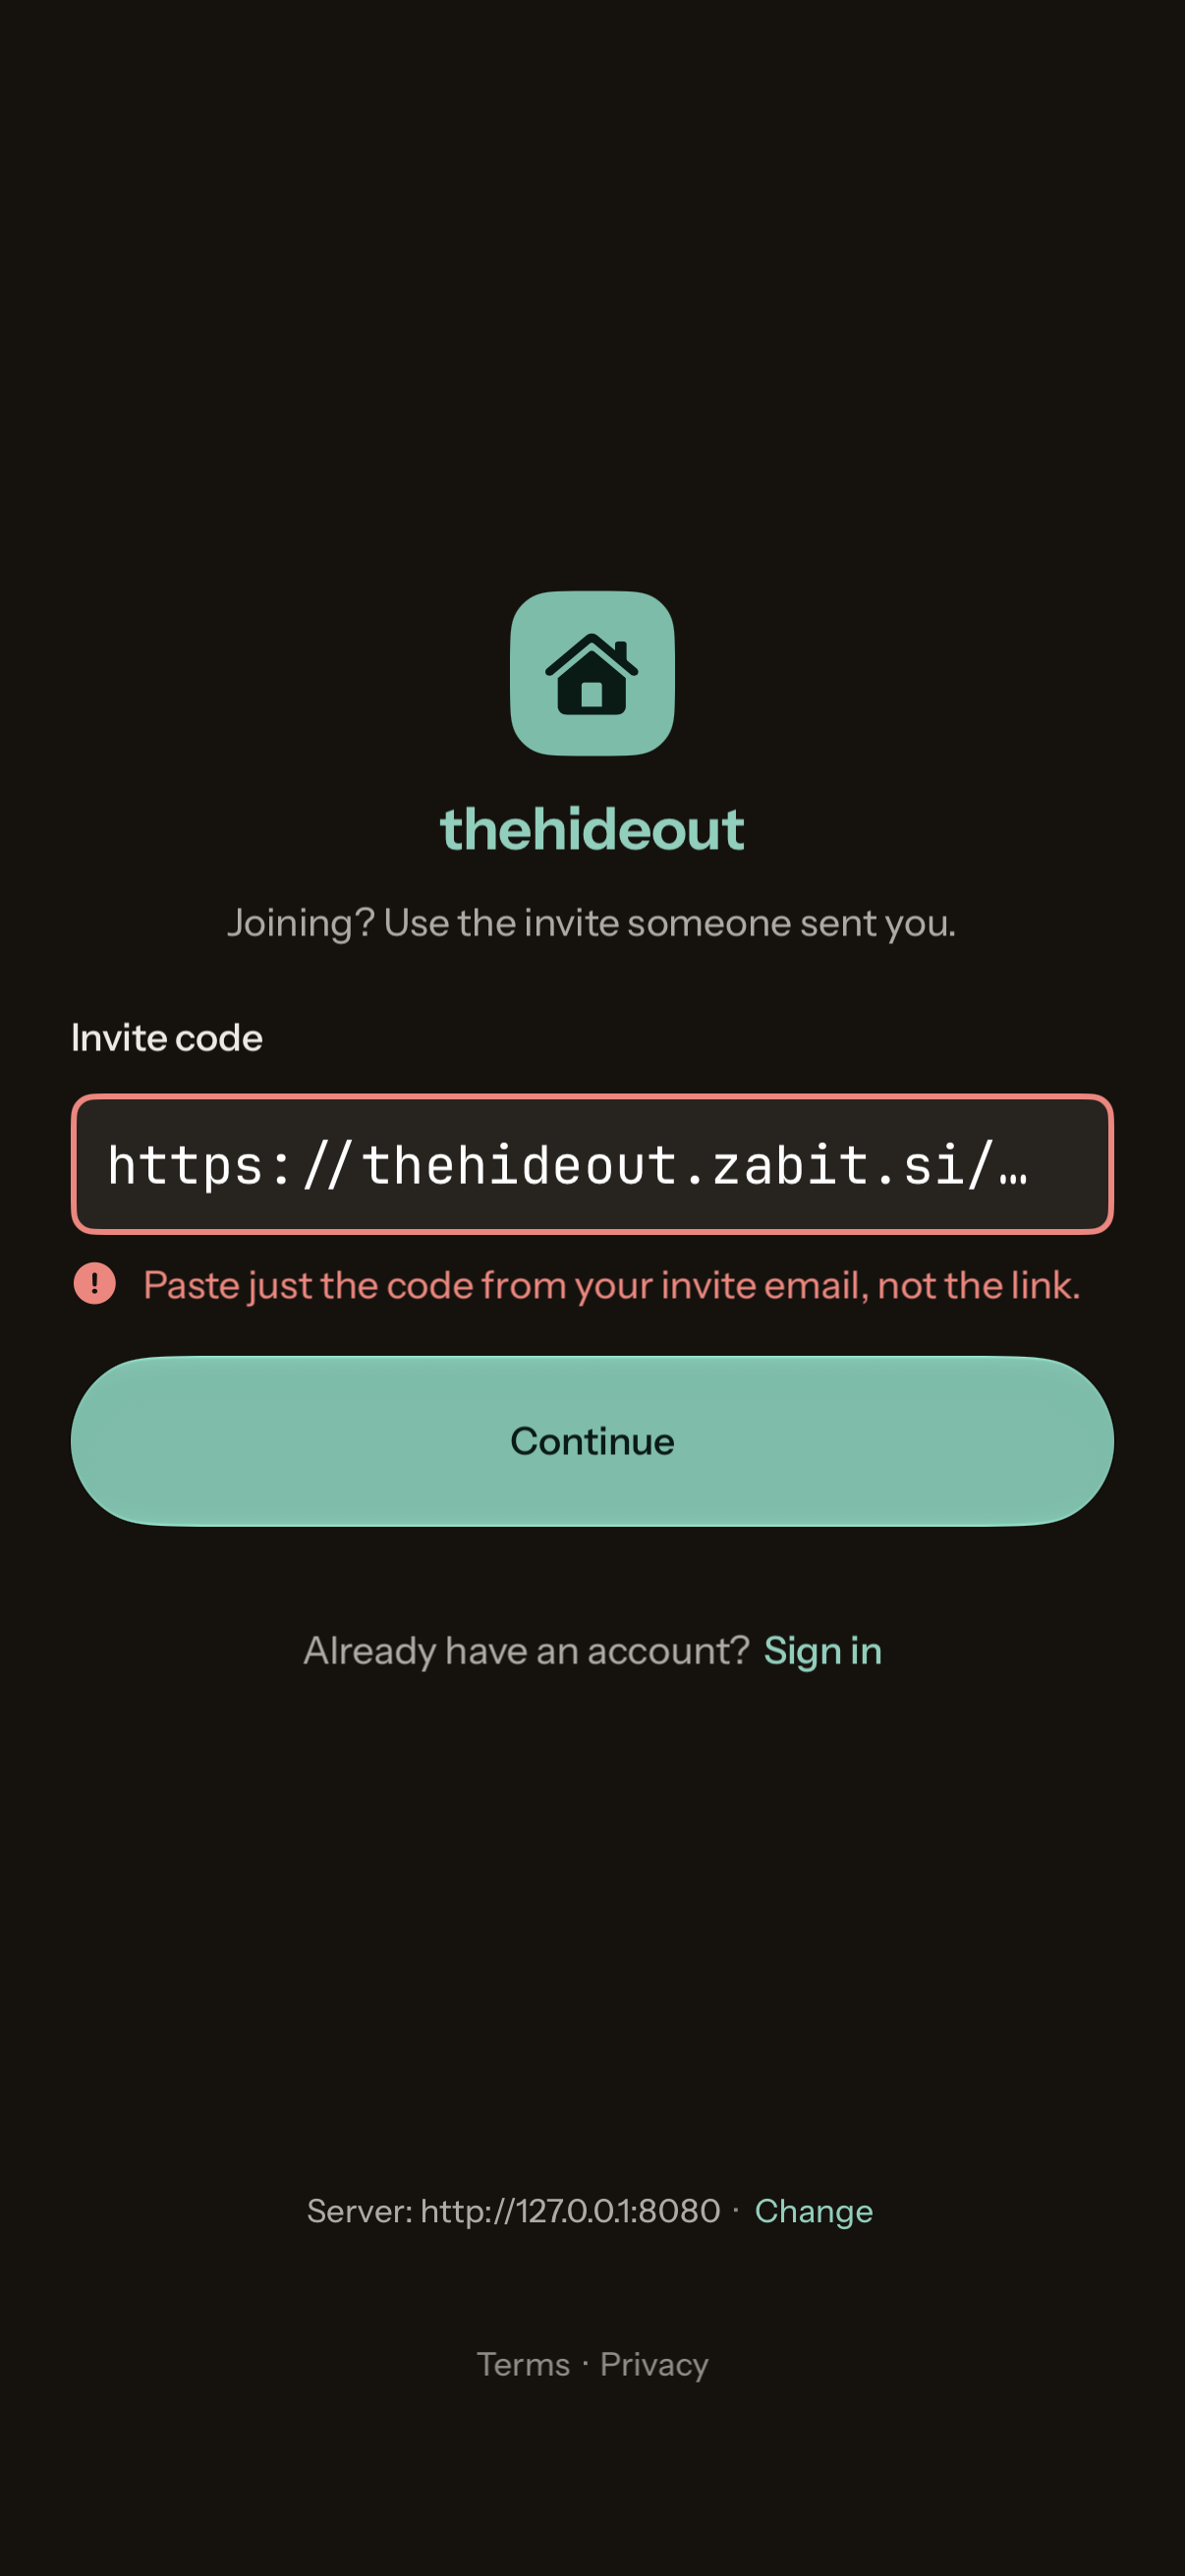 thehideout
Joining? Use the invite someone sent you.
Invite code
https://thehideout.zabit.si/…
Paste just the code from your invite email, not the link.
Continue
Already have an account? Sign in
Server: http://127.0.0.1:8080 · Change
Terms · Privacy